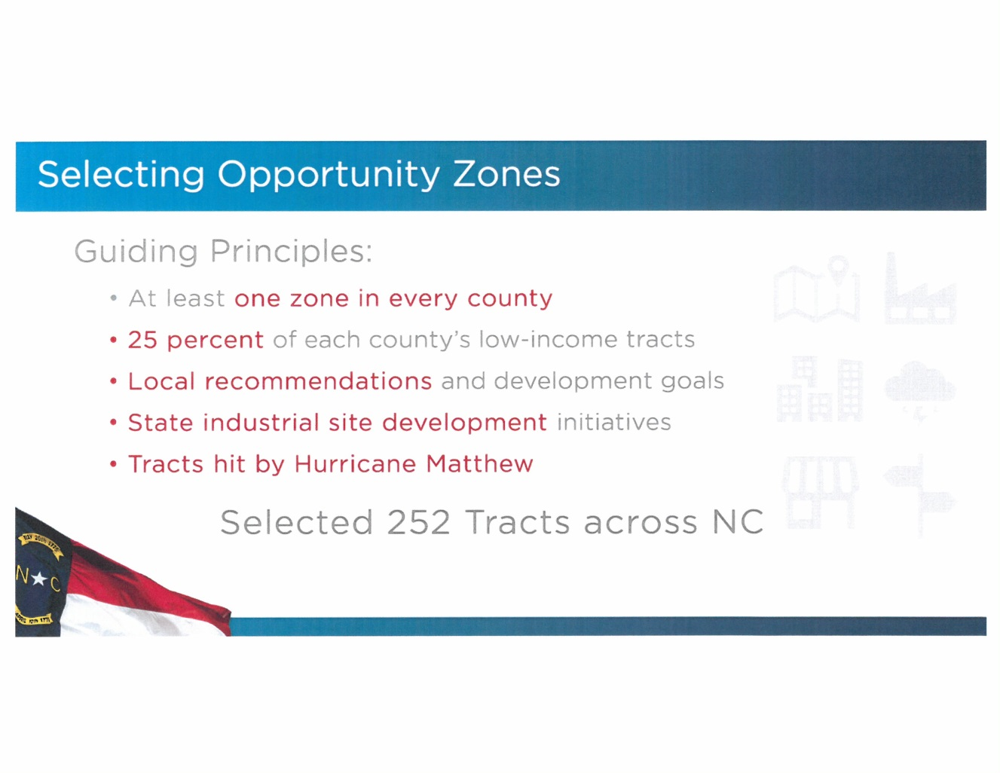 Selecting Opportunity Zones
Guiding Principles:
• At least one zone in every county
• 25 percent of each county's low-income tracts
• Local recommendations and development goals
• State industrial site development initiatives
• Tracts hit by Hurricane Matthew
Selected 252 Tracts across NC
MAY 20th 1775
N C
APRIL 12th 1776